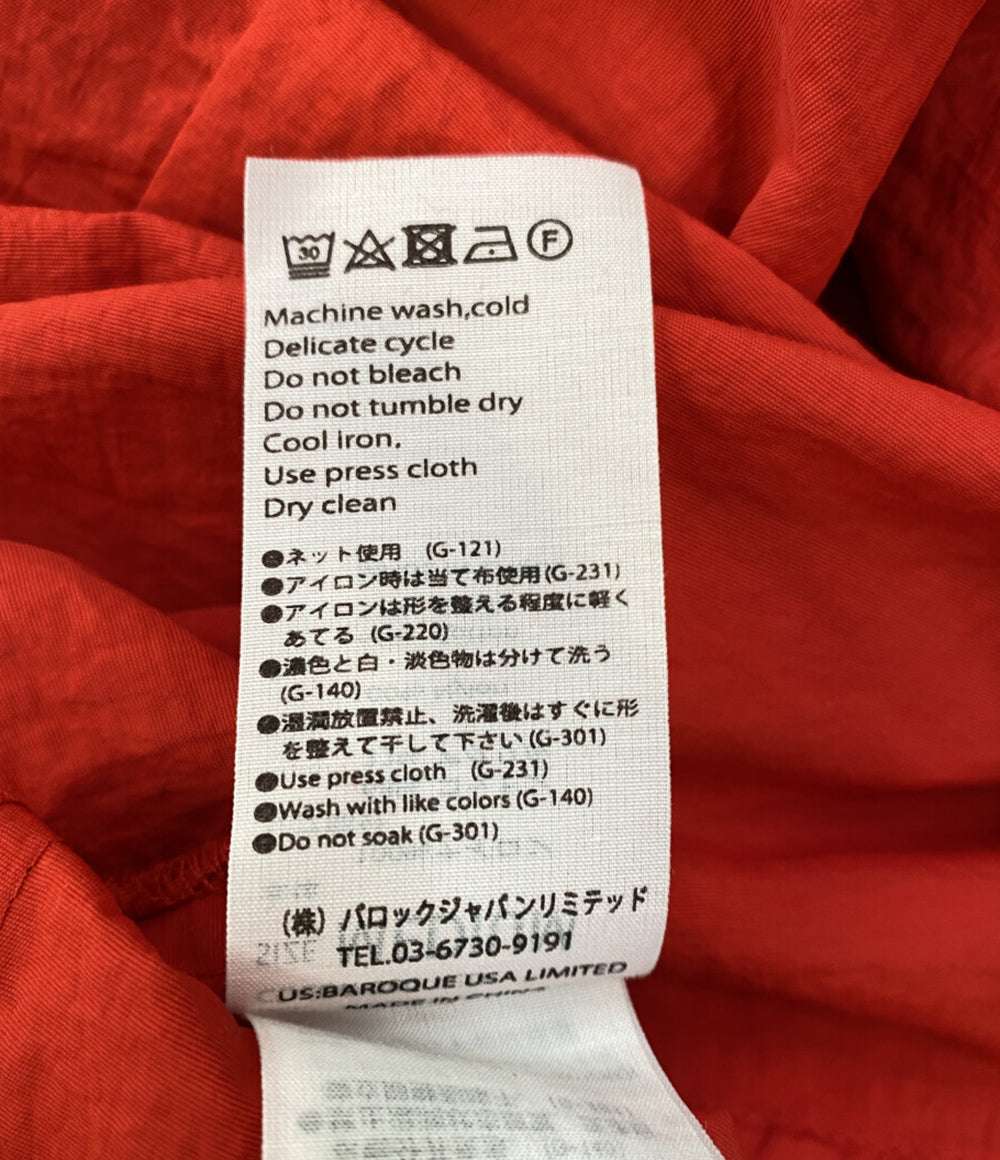 30
F
Machine wash,cold
Delicate cycle
Do not bleach
Do not tumble dry
Cool iron.
Use press cloth
Dry clean
●ネット使用 (G-121)
●アイロン時は当て布使用(G-231)
●アイロンは形を整える程度に軽く
あてる (G-220)
●濃色と白・淡色物は分けて洗う
(G-140)
●湿潤放置禁止、洗濯後はすぐに形
を整えて干して下さい(G-301)
●Use press cloth (G-231)
●Wash with like colors (G-140)
●Do not soak (G-301)
(株) バロックジャパンリミテッド
TEL.03-6730-9191
US:BAROQUE USA LIMITED
MADE IN CHINA